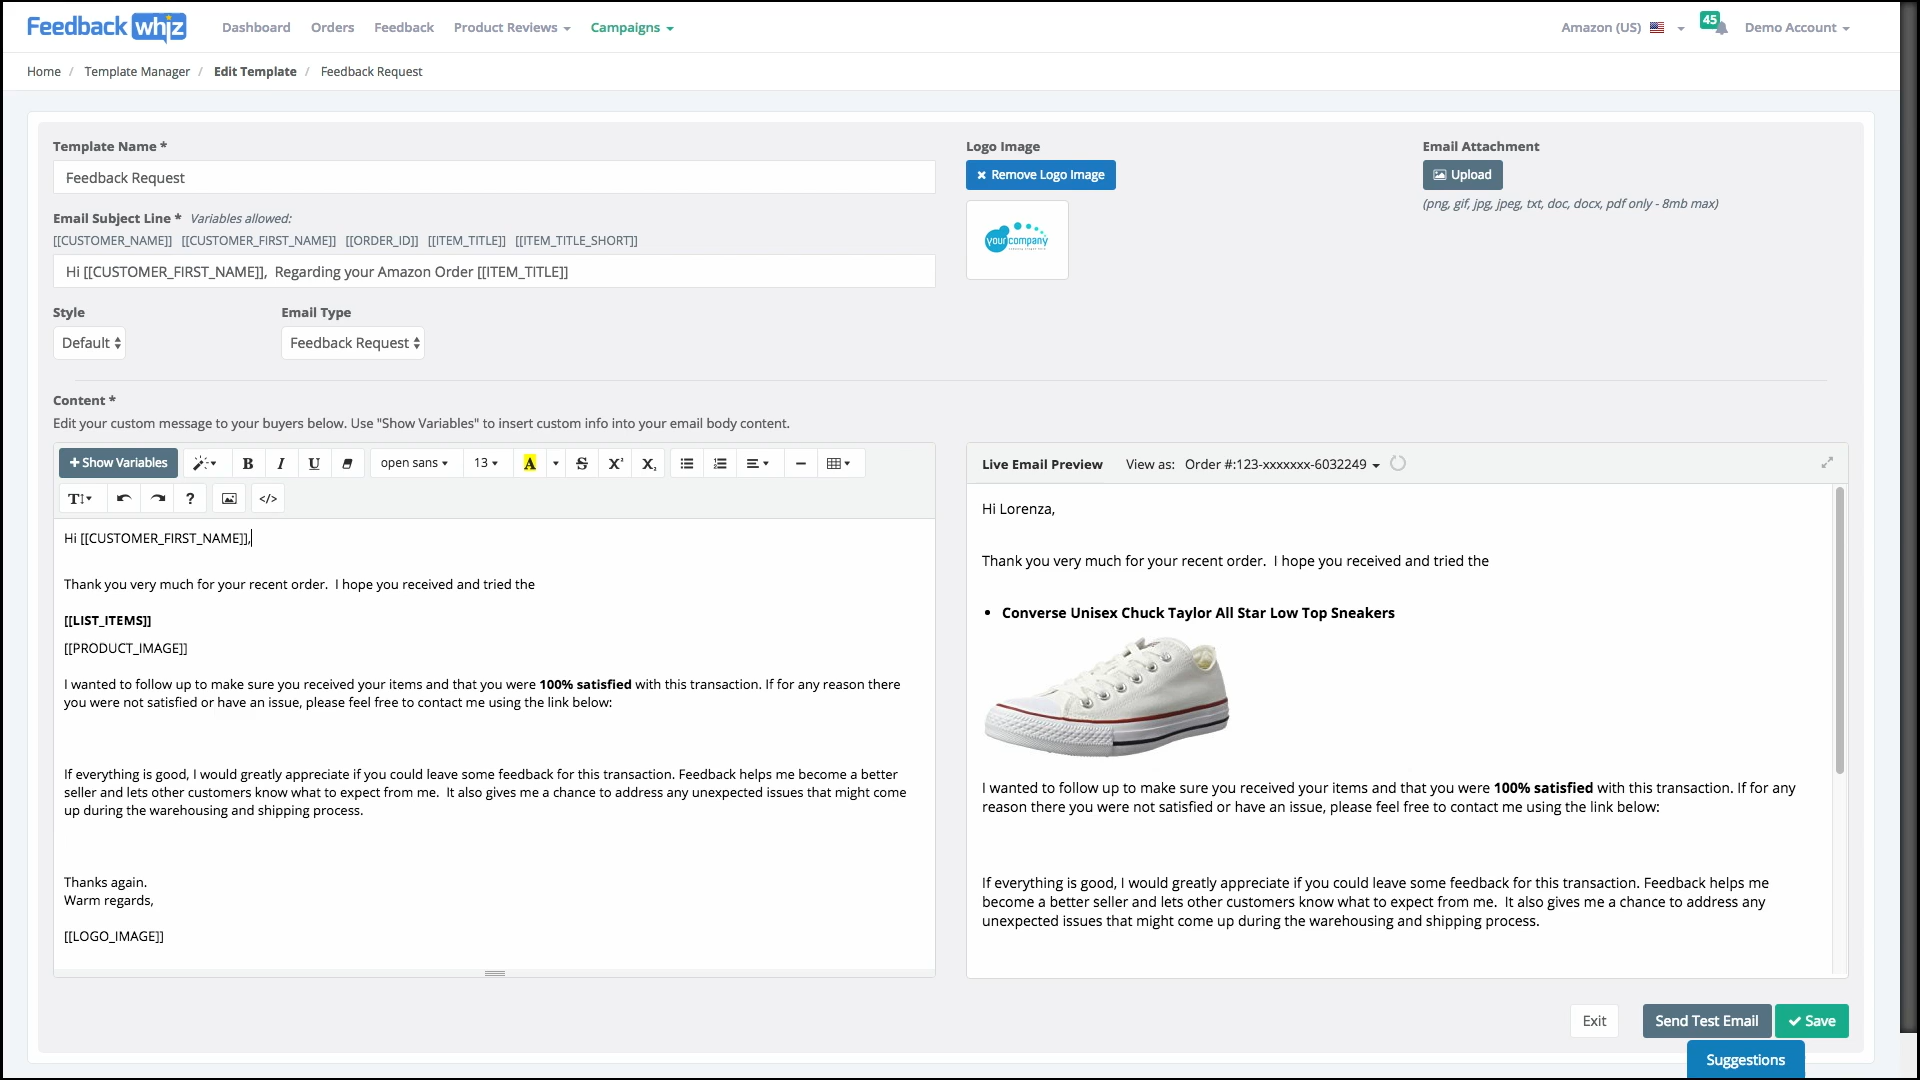 Feedback whiz Dashboard Orders Feedback Product Reviews Campaigns Amazon (US) 45 Demo Account
Home / Template Manager / Edit Template / Feedback Request
Template Name *
Feedback Request
Email Subject Line * Variables allowed:
[[CUSTOMER_NAME]] [[CUSTOMER_FIRST_NAME]] [[ORDER_ID]] [[ITEM_TITLE]] [[ITEM_TITLE_SHORT]]
Hi [[CUSTOMER_FIRST_NAME]],  Regarding your Amazon Order [[ITEM_TITLE]]
Logo Image
Remove Logo Image
yourcompany
Email Attachment
Upload
(png, gif, jpg, jpeg, txt, doc, docx, pdf only - 8mb max)
Style Email Type
Default Feedback Request
Content *
Edit your custom message to your buyers below. Use "Show Variables" to insert custom info into your email body content.
+ Show Variables B I U open sans 13 A S X² X₂
T ? </>
Hi [[CUSTOMER_FIRST_NAME]],
Thank you very much for your recent order.  I hope you received and tried the
[[LIST_ITEMS]]
[[PRODUCT_IMAGE]]
I wanted to follow up to make sure you received your items and that you were 100% satisfied with this transaction. If for any reason there
you were not satisfied or have an issue, please feel free to contact me using the link below:
If everything is good, I would greatly appreciate if you could leave some feedback for this transaction. Feedback helps me become a better
seller and lets other customers know what to expect from me.  It also gives me a chance to address any unexpected issues that might come
up during the warehousing and shipping process.
Thanks again.
Warm regards,
[[LOGO_IMAGE]]
Live Email Preview View as: Order #:123-xxxxxxx-6032249
Hi Lorenza,
Thank you very much for your recent order.  I hope you received and tried the
• Converse Unisex Chuck Taylor All Star Low Top Sneakers
I wanted to follow up to make sure you received your items and that you were 100% satisfied with this transaction. If for any
reason there you were not satisfied or have an issue, please feel free to contact me using the link below:
If everything is good, I would greatly appreciate if you could leave some feedback for this transaction. Feedback helps me
become a better seller and lets other customers know what to expect from me.  It also gives me a chance to address any
unexpected issues that might come up during the warehousing and shipping process.
Exit Send Test Email Save
Suggestions